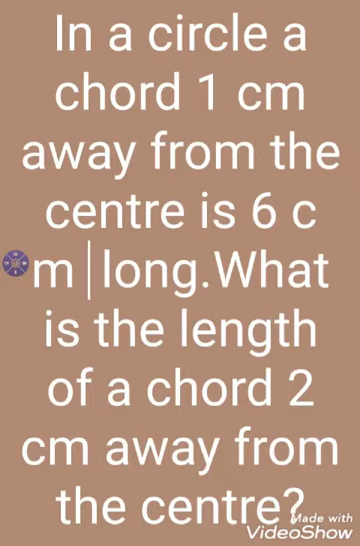 In a circle a
chord 1 cm
away from the
centre is 6 c
m|long.What
is the length
of a chord 2
cm away from
the centre?
Made with
VideoShow